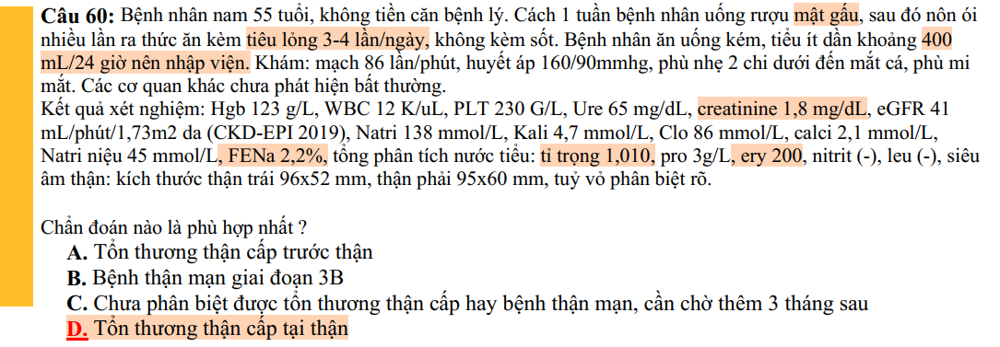 Câu 60: Bệnh nhân nam 55 tuổi, không tiền căn bệnh lý. Cách 1 tuần bệnh nhân uống rượu mật gấu, sau đó nôn ói
nhiều lần ra thức ăn kèm tiêu lỏng 3-4 lần/ngày, không kèm sốt. Bệnh nhân ăn uống kém, tiểu ít dần khoảng 400
mL/24 giờ nên nhập viện. Khám: mạch 86 lần/phút, huyết áp 160/90mmhg, phù nhẹ 2 chi dưới đến mắt cá, phù mi
mắt. Các cơ quan khác chưa phát hiện bất thường.
Kết quả xét nghiệm: Hgb 123 g/L, WBC 12 K/uL, PLT 230 G/L, Ure 65 mg/dL, creatinine 1,8 mg/dL, eGFR 41
mL/phút/1,73m2 da (CKD-EPI 2019), Natri 138 mmol/L, Kali 4,7 mmol/L, Clo 86 mmol/L, calci 2,1 mmol/L,
Natri niệu 45 mmol/L, FENa 2,2%, tổng phân tích nước tiểu: tỉ trọng 1,010, pro 3g/L, ery 200, nitrit (-), leu (-), siêu
âm thận: kích thước thận trái 96x52 mm, thận phải 95x60 mm, tuỷ vỏ phân biệt rõ.
Chẩn đoán nào là phù hợp nhất ?
A. Tổn thương thận cấp trước thận
B. Bệnh thận mạn giai đoạn 3B
C. Chưa phân biệt được tổn thương thận cấp hay bệnh thận mạn, cần chờ thêm 3 tháng sau
D. Tổn thương thận cấp tại thận